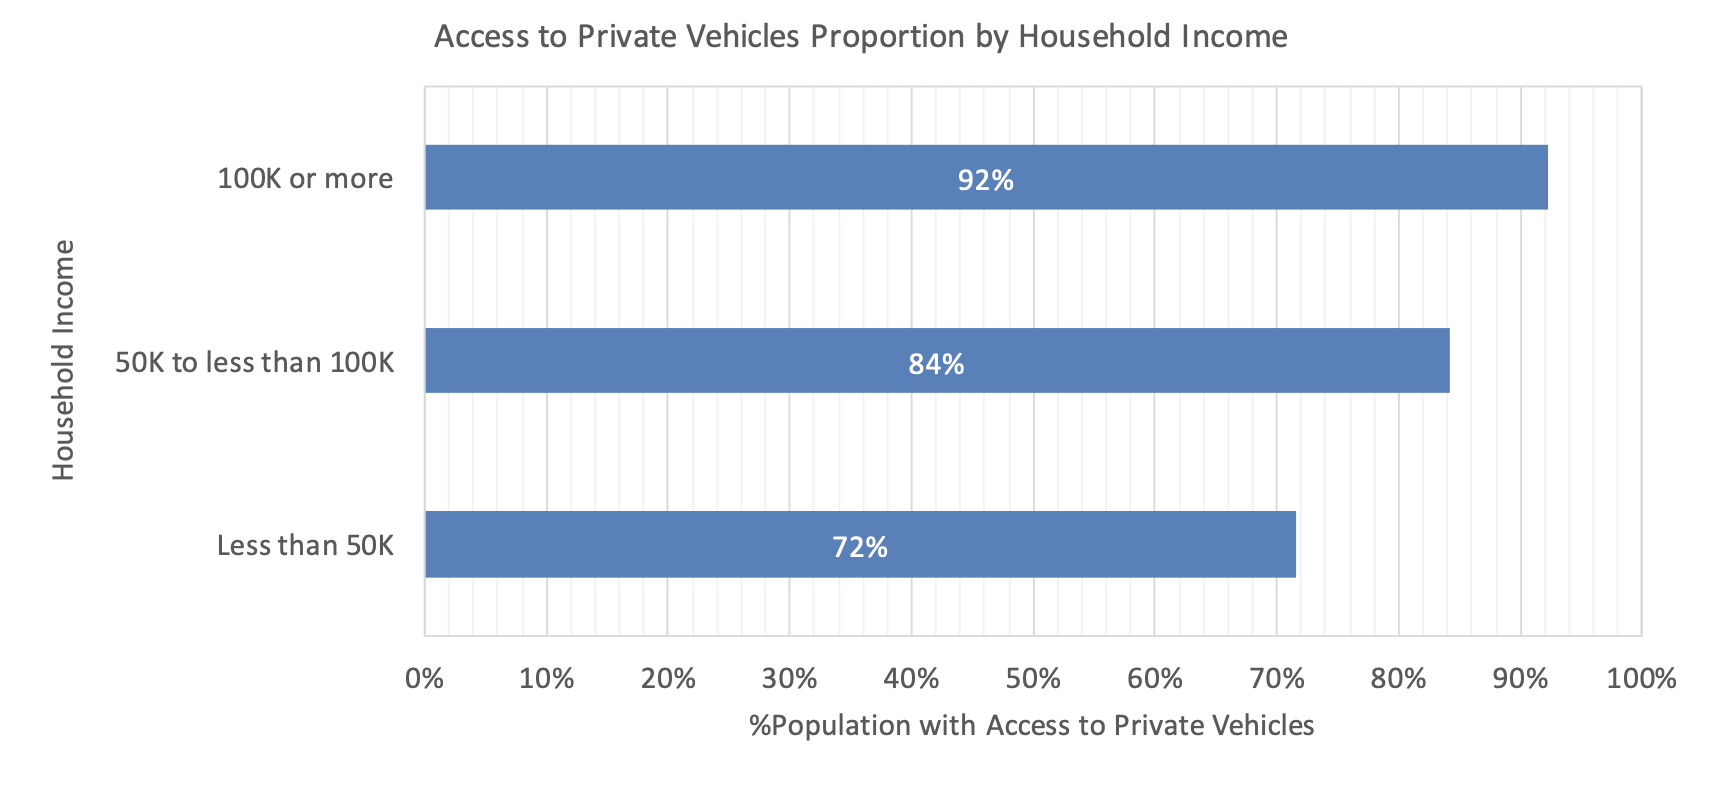 Access to Private Vehicles Proportion by Household Income
Household Income
100K or more
92%
50K to less than 100K
84%
Less than 50K
72%
0% 10% 20% 30% 40% 50% 60% 70% 80% 90% 100%
%Population with Access to Private Vehicles